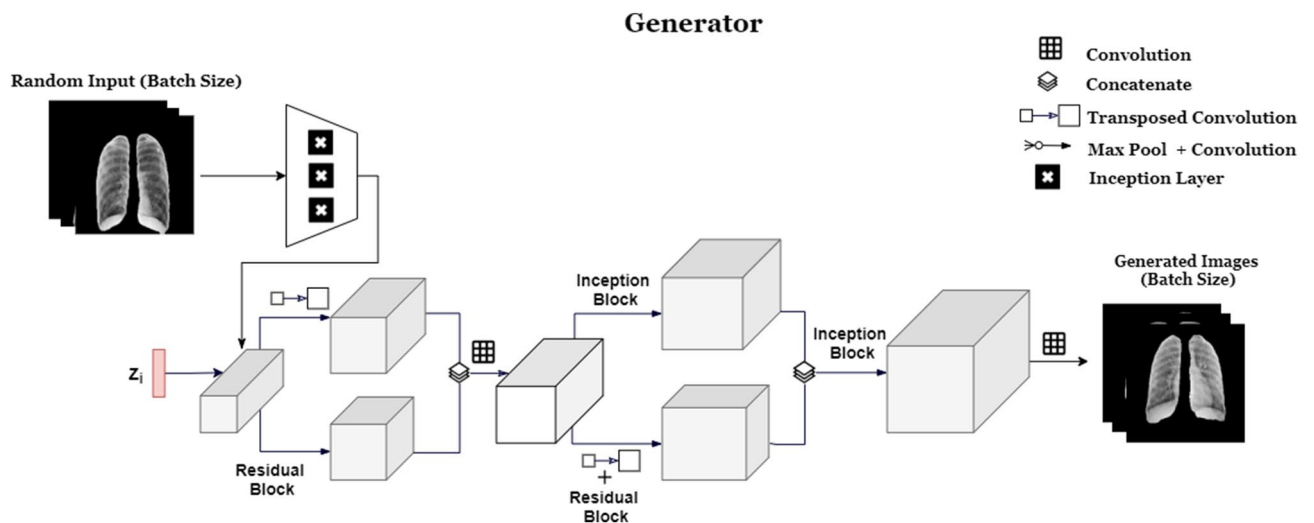 Generator
Convolution
Concatenate
Transposed Convolution
Max Pool + Convolution
Inception Layer
Random Input (Batch Size)
Generated Images
(Batch Size)
Inception
Block
Inception
Block
Zi
Residual
Block
+
Residual
Block